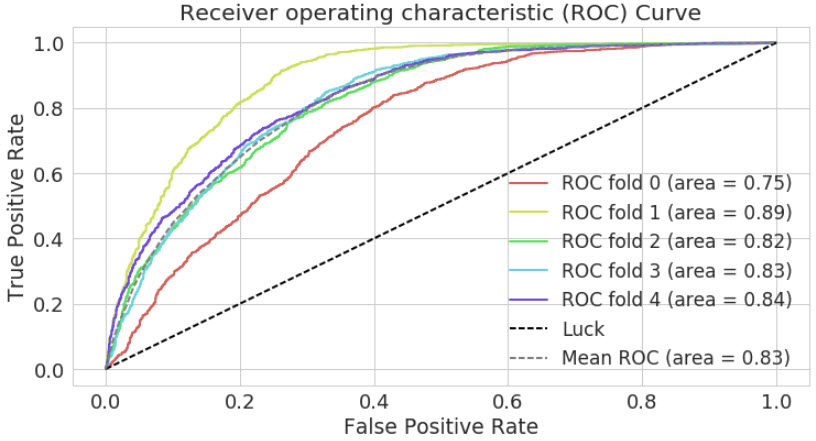 Receiver operating characteristic (ROC) Curve
True Positive Rate
1.0
0.8
0.6
0.4
0.2
0.0
ROC fold 0 (area = 0.75)
ROC fold 1 (area = 0.89)
ROC fold 2 (area = 0.82)
ROC fold 3 (area = 0.83)
ROC fold 4 (area = 0.84)
Luck
Mean ROC (area = 0.83)
0.0 0.2 0.4 0.6 0.8 1.0
False Positive Rate